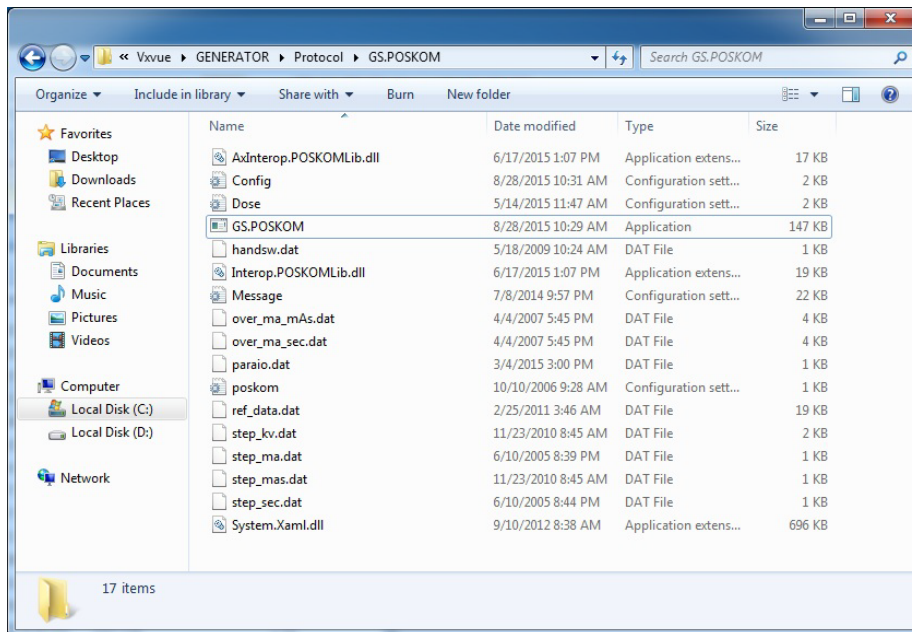 « Vxvue ▸ GENERATOR ▸ Protocol ▸ GS.POSKOM
Search GS.POSKOM
Organize Include in library Share with Burn New folder
Favorites
Desktop
Downloads
Recent Places
Libraries
Documents
Music
Pictures
Videos
Computer
Local Disk (C:)
Local Disk (D:)
Network
Name Date modified Type Size
AxInterop.POSKOMLib.dll 6/17/2015 1:07 PM Application extens... 17 KB
Config 8/28/2015 10:31 AM Configuration sett... 2 KB
Dose 5/14/2015 11:47 AM Configuration sett... 2 KB
GS.POSKOM 8/28/2015 10:29 AM Application 147 KB
handsw.dat 5/18/2009 10:24 AM DAT File 1 KB
Interop.POSKOMLib.dll 6/17/2015 1:07 PM Application extens... 19 KB
Message 7/8/2014 9:57 PM Configuration sett... 22 KB
over_ma_mAs.dat 4/4/2007 5:45 PM DAT File 4 KB
over_ma_sec.dat 4/4/2007 5:45 PM DAT File 4 KB
paraio.dat 3/4/2015 3:00 PM DAT File 1 KB
poskom 10/10/2006 9:28 AM Configuration sett... 1 KB
ref_data.dat 2/25/2011 3:46 AM DAT File 19 KB
step_kv.dat 11/23/2010 8:45 AM DAT File 2 KB
step_ma.dat 6/10/2005 8:39 PM DAT File 1 KB
step_mas.dat 11/23/2010 8:45 AM DAT File 1 KB
step_sec.dat 6/10/2005 8:44 PM DAT File 1 KB
System.Xaml.dll 9/10/2012 8:38 AM Application extens... 696 KB
17 items